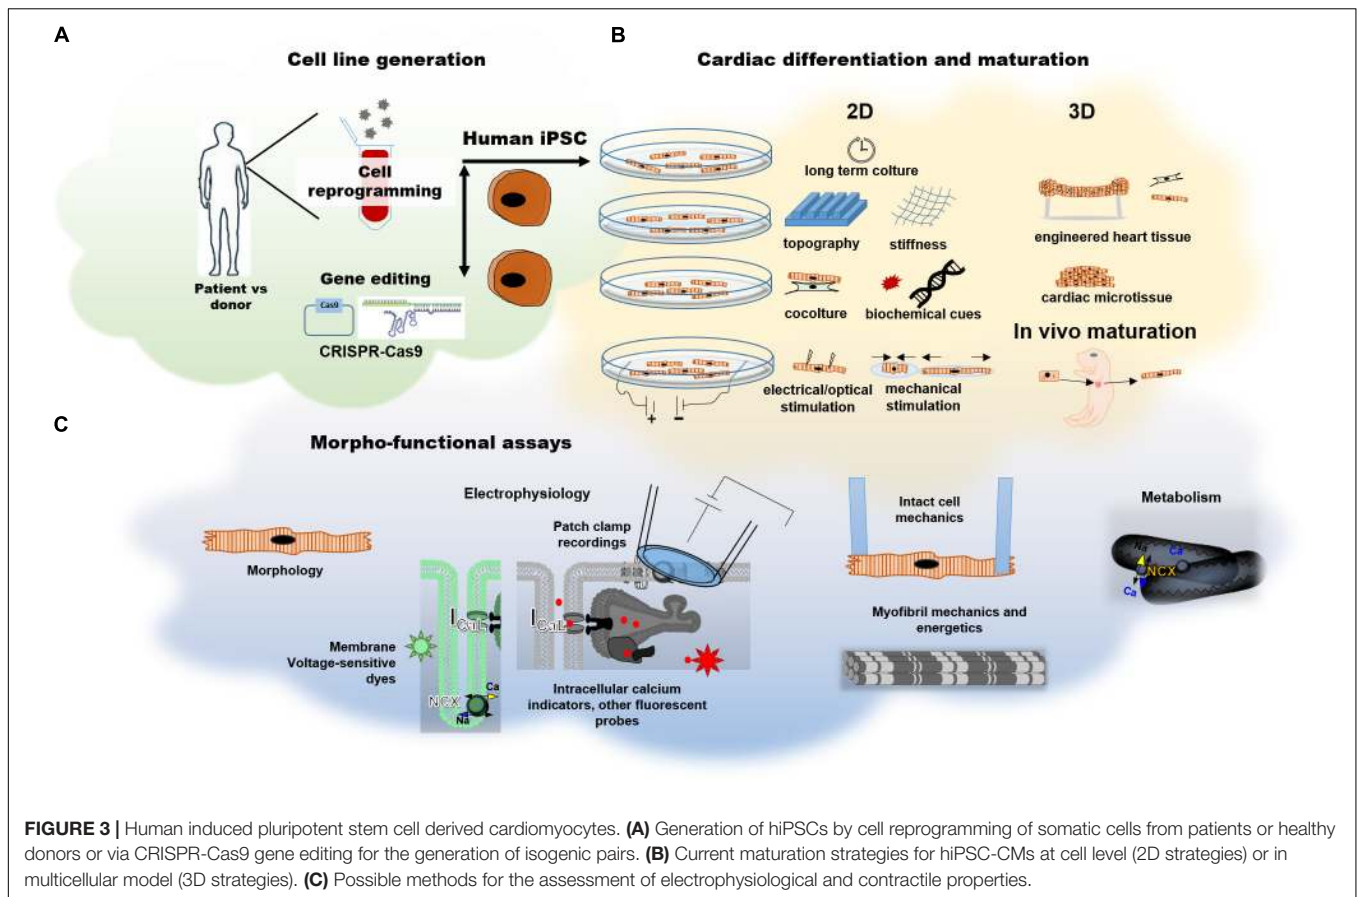 A
Cell line generation
Patient vs
donor
Cell
reprogramming
Human iPSC
Gene editing
Cas9
CRISPR-Cas9
B
Cardiac differentiation and maturation
2D
long term colture
topography
stiffness
cocolture
biochemical cues
electrical/optical
stimulation
mechanical
stimulation
+ −
3D
engineered heart tissue
cardiac microtissue
In vivo maturation
C
Morpho-functional assays
Morphology
Electrophysiology
Patch clamp
recordings
Membrane
Voltage-sensitive
dyes
ICaL
NCX
Ca
Na
ICaL
Intracellular calcium
indicators, other fluorescent
probes
Intact cell
mechanics
Myofibril mechanics and
energetics
Metabolism
Na
Ca
NCX
Ca
FIGURE 3 | Human induced pluripotent stem cell derived cardiomyocytes. (A) Generation of hiPSCs by cell reprogramming of somatic cells from patients or healthy
donors or via CRISPR-Cas9 gene editing for the generation of isogenic pairs. (B) Current maturation strategies for hiPSC-CMs at cell level (2D strategies) or in
multicellular model (3D strategies). (C) Possible methods for the assessment of electrophysiological and contractile properties.